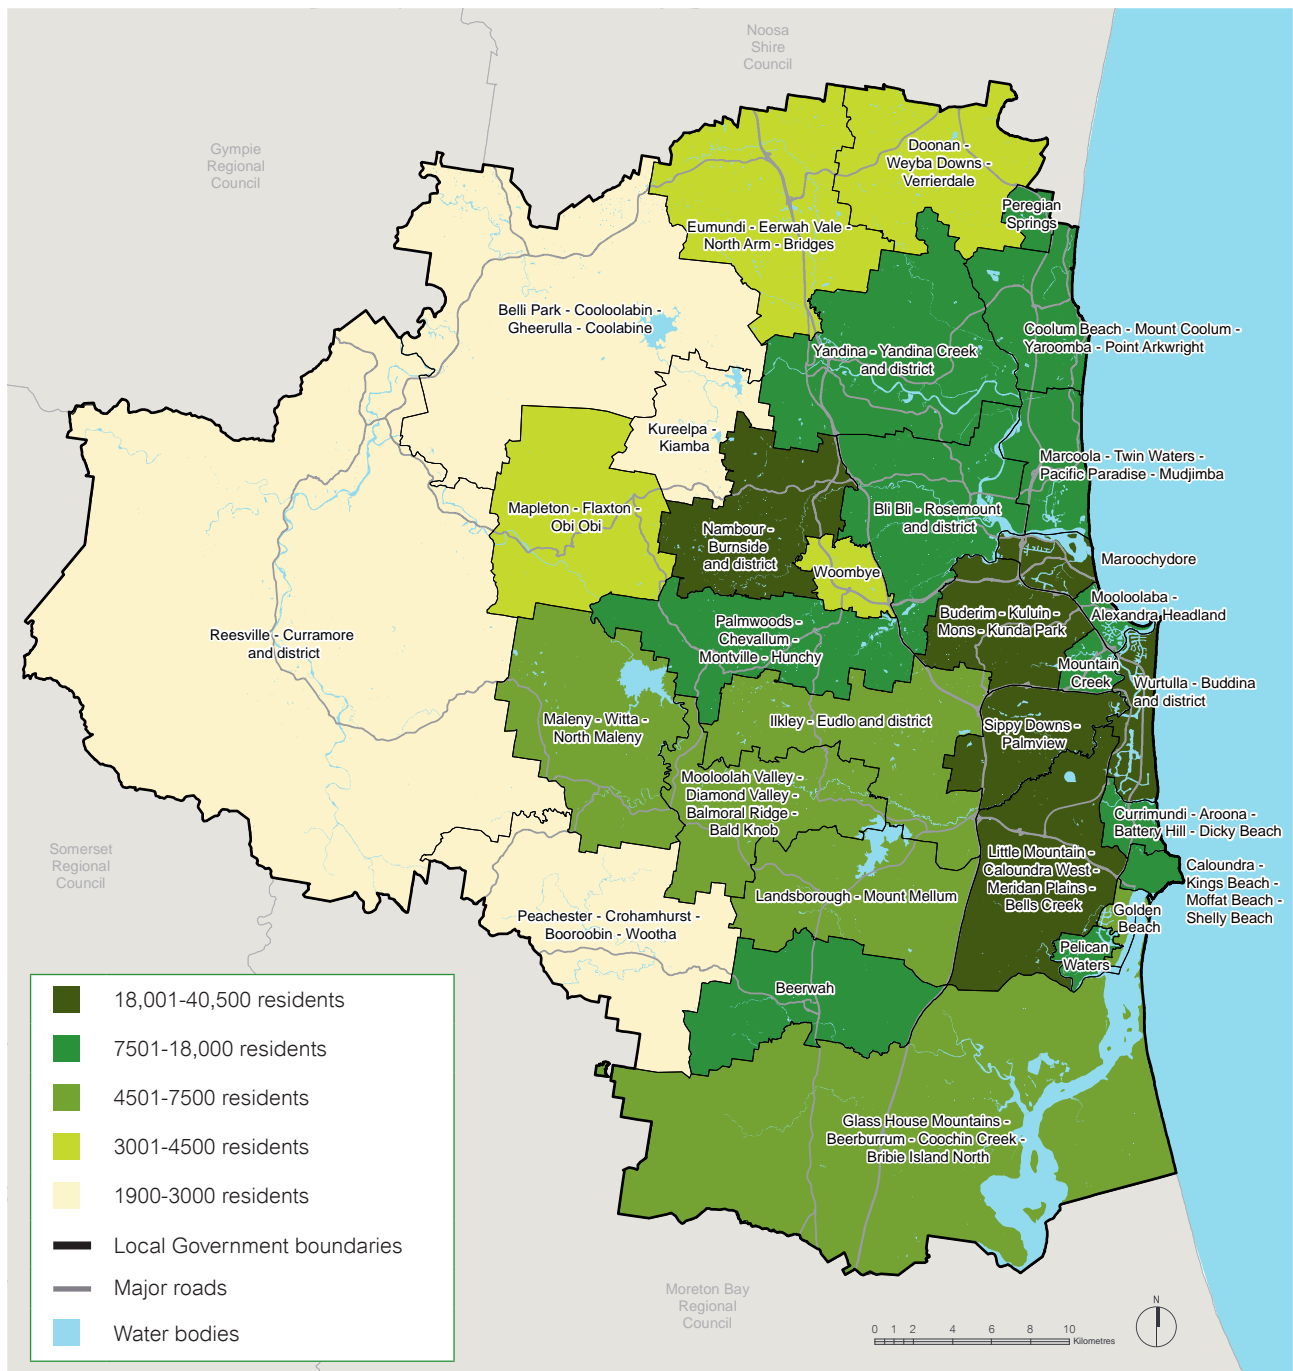 Noosa
Shire
Council
Gympie
Regional
Council
Doonan -
Weyba Downs -
Verrierdale
Peregian
Springs
Eumundi - Eerwah Vale -
North Arm - Bridges
Belli Park - Cooloolabin -
Gheerulla - Coolabine
Coolum Beach - Mount Coolum -
Yaroomba - Point Arkwright
Yandina - Yandina Creek
and district
Kureelpa -
Kiamba
Marcoola - Twin Waters -
Pacific Paradise - Mudjimba
Mapleton - Flaxton -
Obi Obi
Bli Bli - Rosemount
and district
Nambour -
Burnside
and district
Woombye
Maroochydore
Mooloolaba -
Alexandra Headland
Buderim - Kuluin -
Mons - Kunda Park
Reesville - Curramore
and district
Palmwoods -
Chevallum -
Montville - Hunchy
Mountain
Creek
Wurtulla - Buddina
and district
Maleny - Witta -
North Maleny
Ilkley - Eudlo and district
Sippy Downs -
Palmview
Mooloolah Valley -
Diamond Valley -
Balmoral Ridge -
Bald Knob
Currimundi - Aroona -
Battery Hill - Dicky Beach
Somerset
Regional
Council
Little Mountain -
Caloundra West -
Meridan Plains -
Bells Creek
Caloundra -
Kings Beach -
Moffat Beach -
Shelly Beach
Landsborough - Mount Mellum
Golden
Beach
Peachester - Crohamhurst -
Booroobin - Wootha
Pelican
Waters
Beerwah
Glass House Mountains -
Beerburrum - Coochin Creek -
Bribie Island North
18,001-40,500 residents
7501-18,000 residents
4501-7500 residents
3001-4500 residents
1900-3000 residents
Local Government boundaries
Major roads
Water bodies
Moreton Bay
Regional
Council
N
0 1 2 4 6 8 10
Kilometres